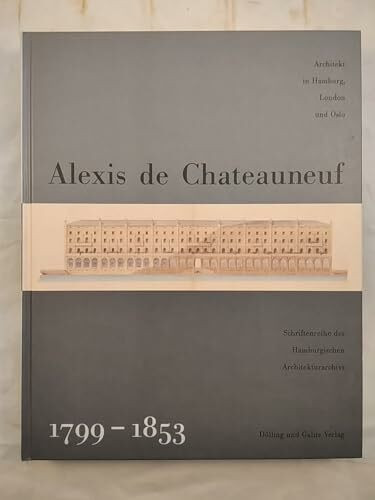 Architekt
in Hamburg,
London
und Oslo
Alexis de Chateauneuf
Schriftenreihe des
Hamburgischen
Architekturarchivs
1799 – 1853
Dölling und Galitz Verlag